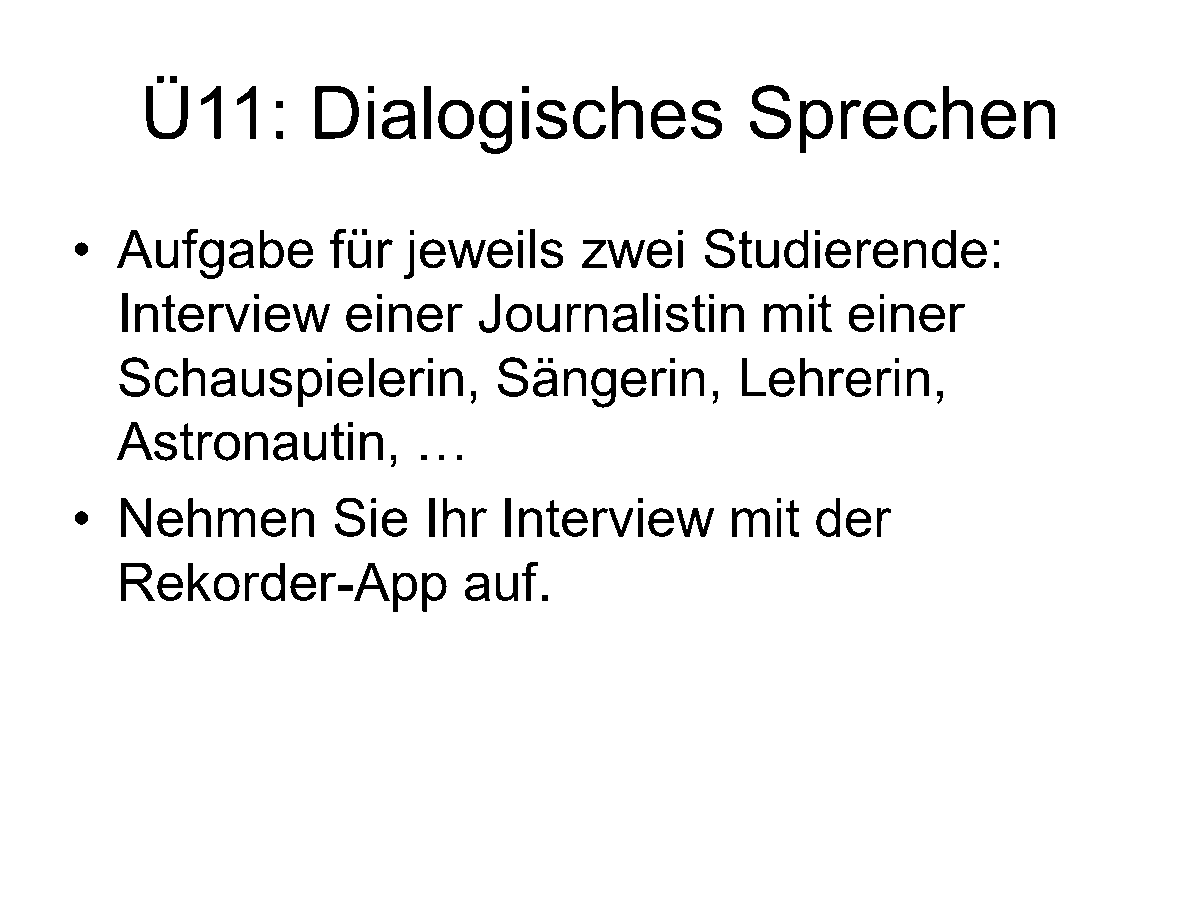 Ü11: Dialogisches Sprechen
• Aufgabe für jeweils zwei Studierende:
Interview einer Journalistin mit einer
Schauspielerin, Sängerin, Lehrerin,
Astronautin, …
• Nehmen Sie Ihr Interview mit der
Rekorder-App auf.